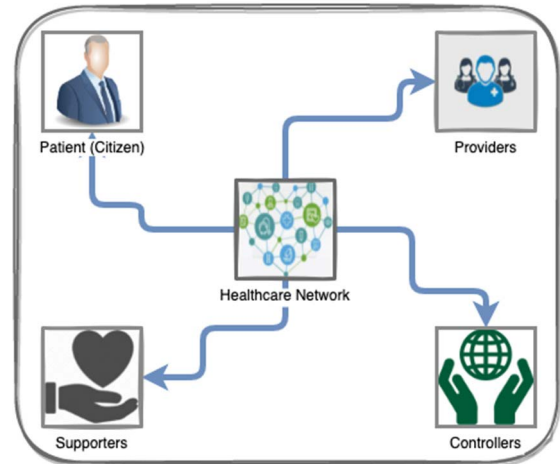 Patient (Citizen)
Providers
Healthcare Network
Supporters
Controllers